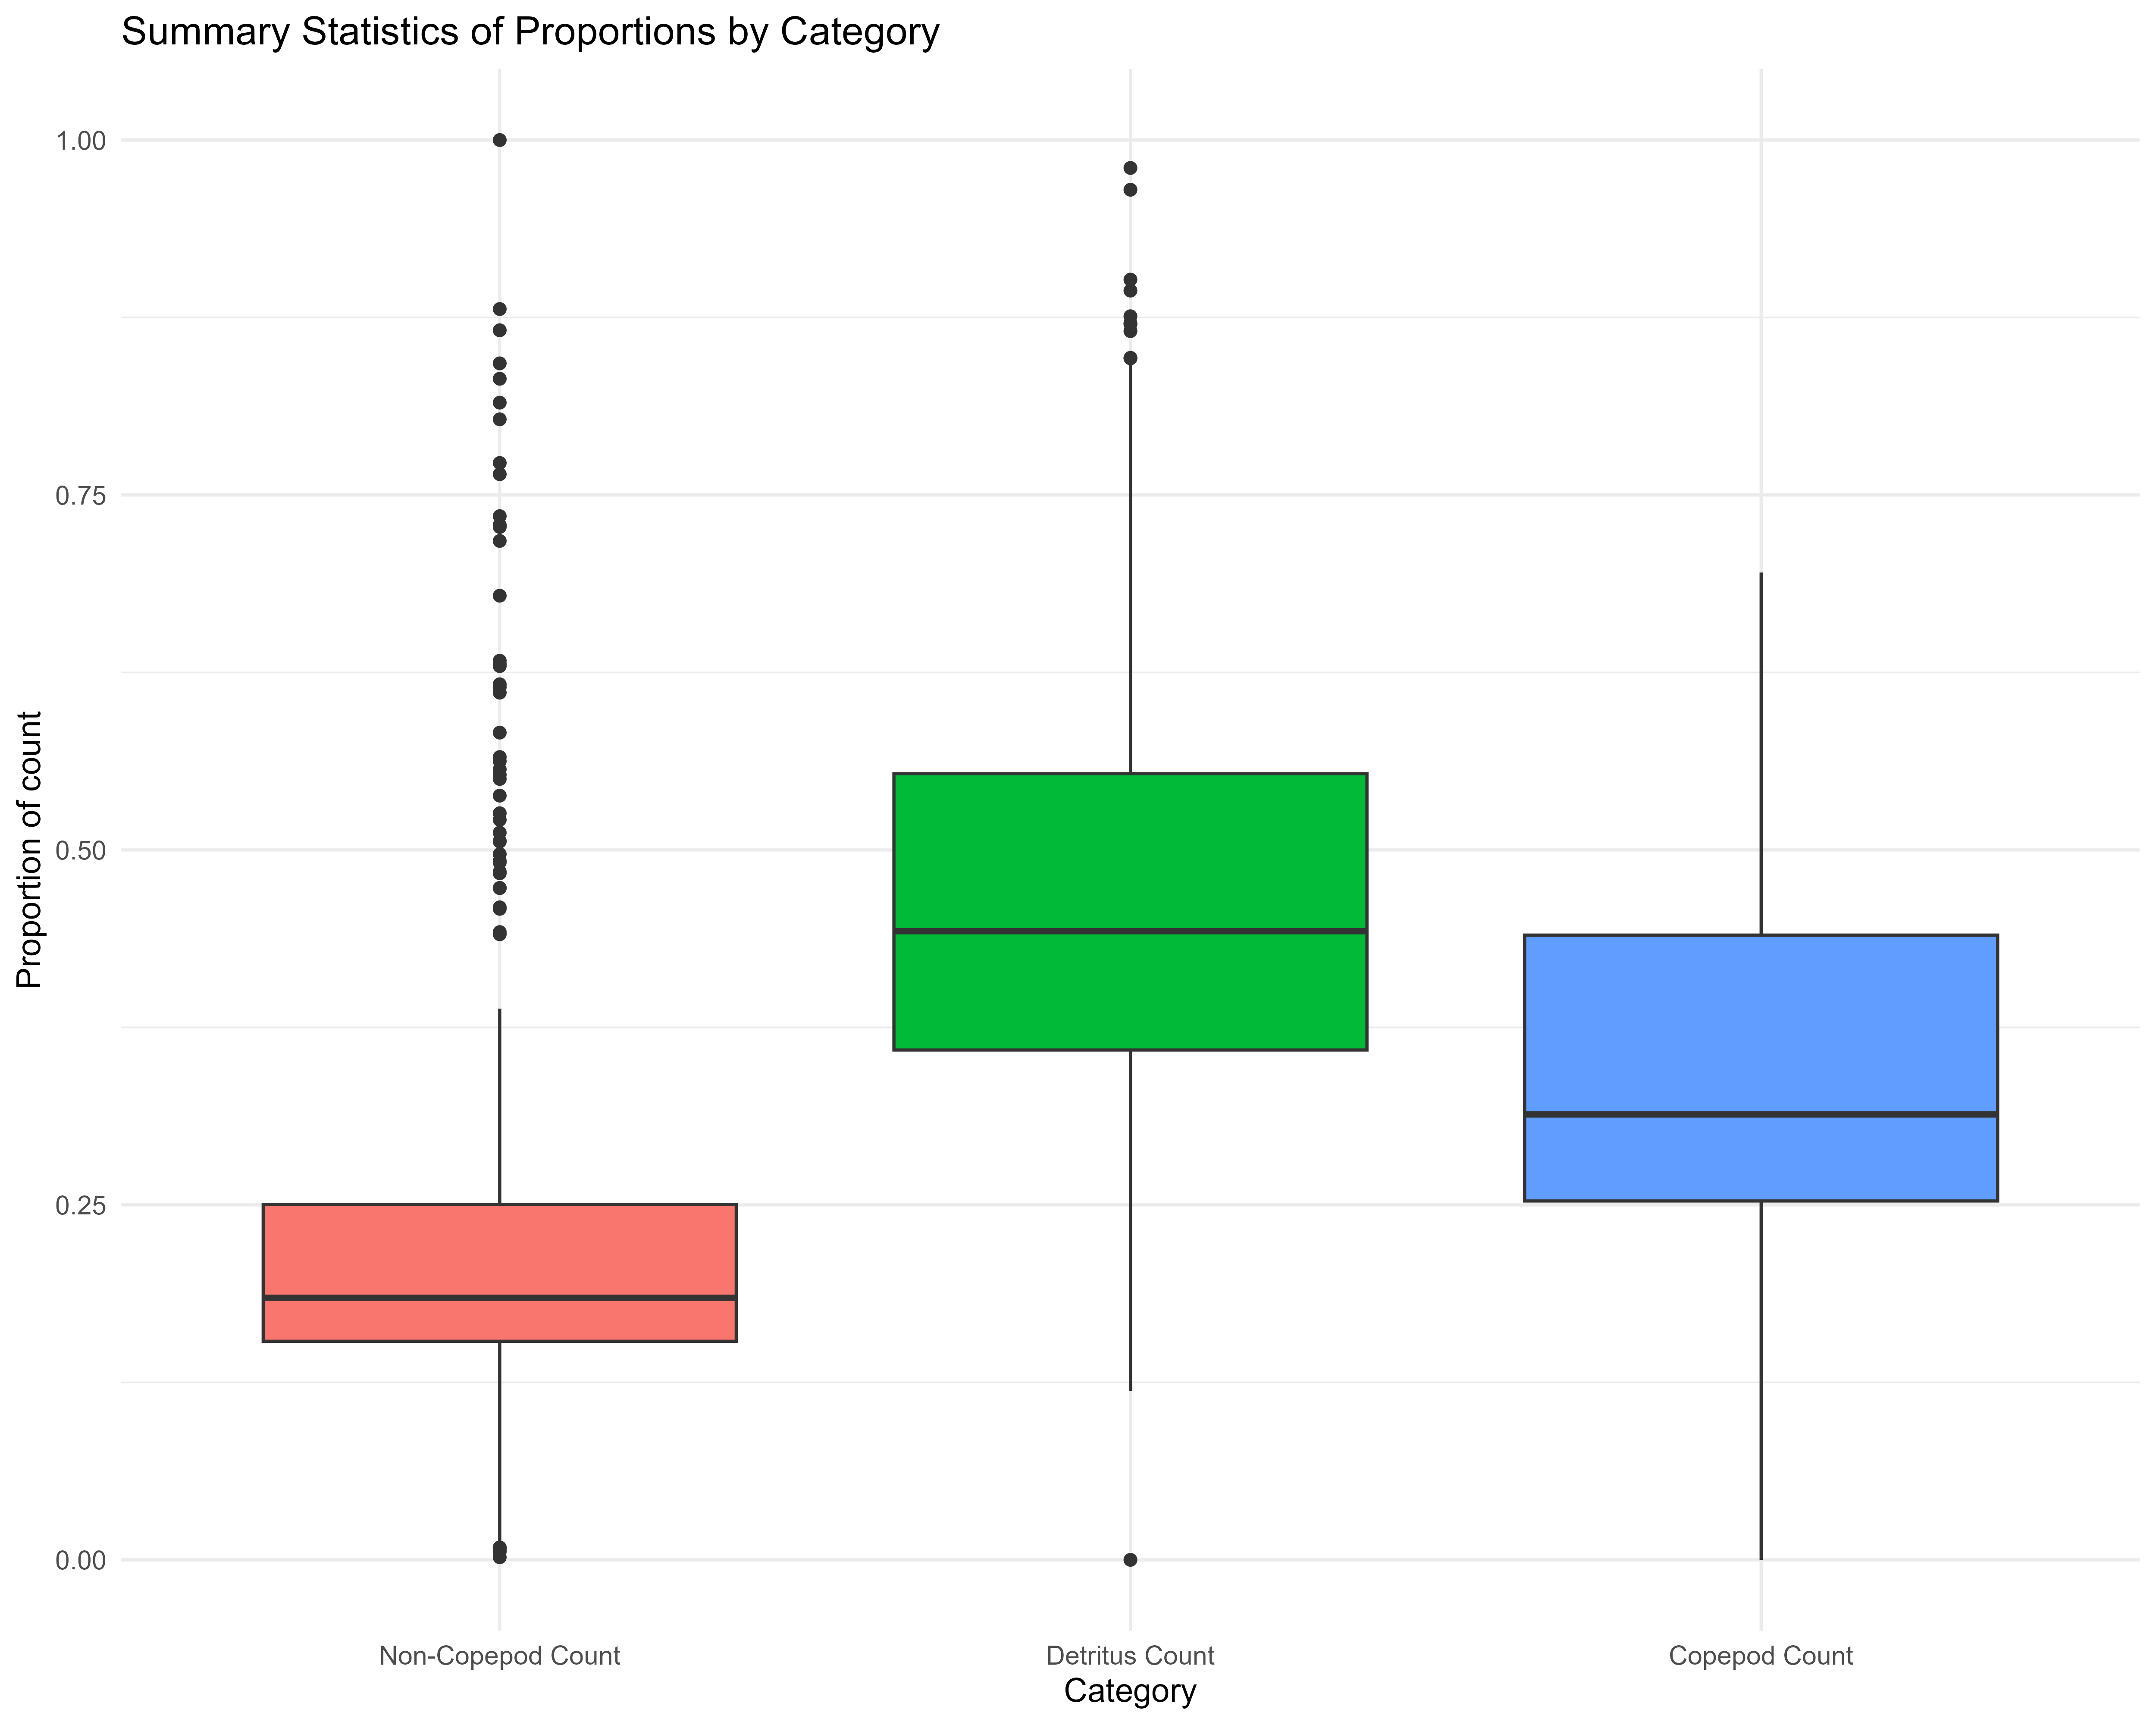 Summary Statistics of Proportions by Category
1.00
0.75
0.50
0.25
0.00
Proportion of count
Non-Copepod Count
Detritus Count
Copepod Count
Category